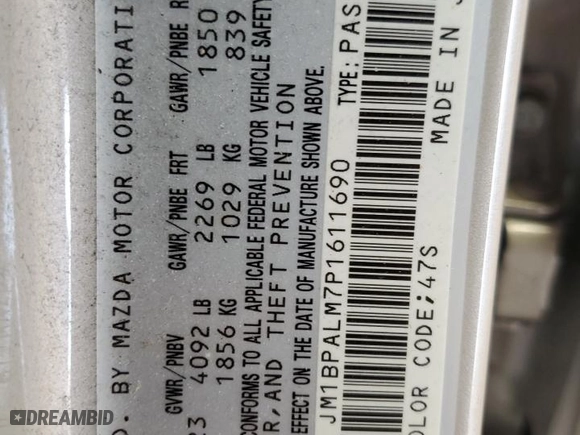 D. BY MAZDA MOTOR CORPORATI
GVWR/PNBV GAWR/PNBE FRT GAWR/PNBE R
23 4092 LB 2269 LB 1850
1856 KG 1029 KG 839
CONFORMS TO ALL APPLICABLE FEDERAL MOTOR VEHICLE SAFETY
ER, AND THEFT PREVENTION
EFFECT ON THE DATE OF MANUFACTURE SHOWN ABOVE.
JM1BPALM7P1611690 TYPE: PAS
OLOR CODE;47S MADE IN J
DREAMBID